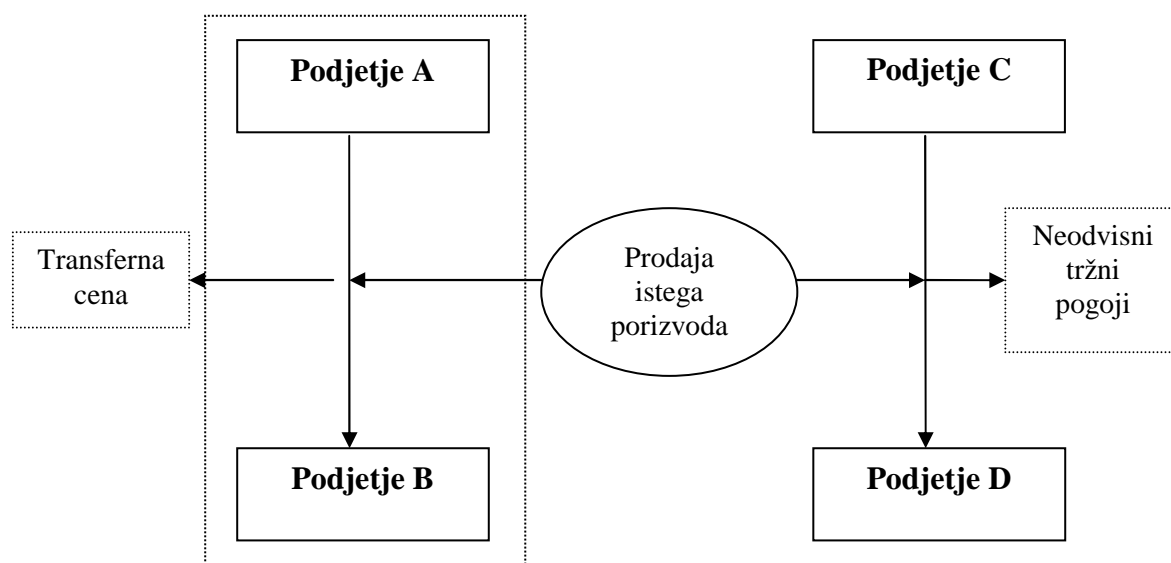 Podjetje A
Podjetje C
Transferna
cena
Prodaja
istega
porizvoda
Neodvisni
tržni
pogoji
Podjetje B
Podjetje D